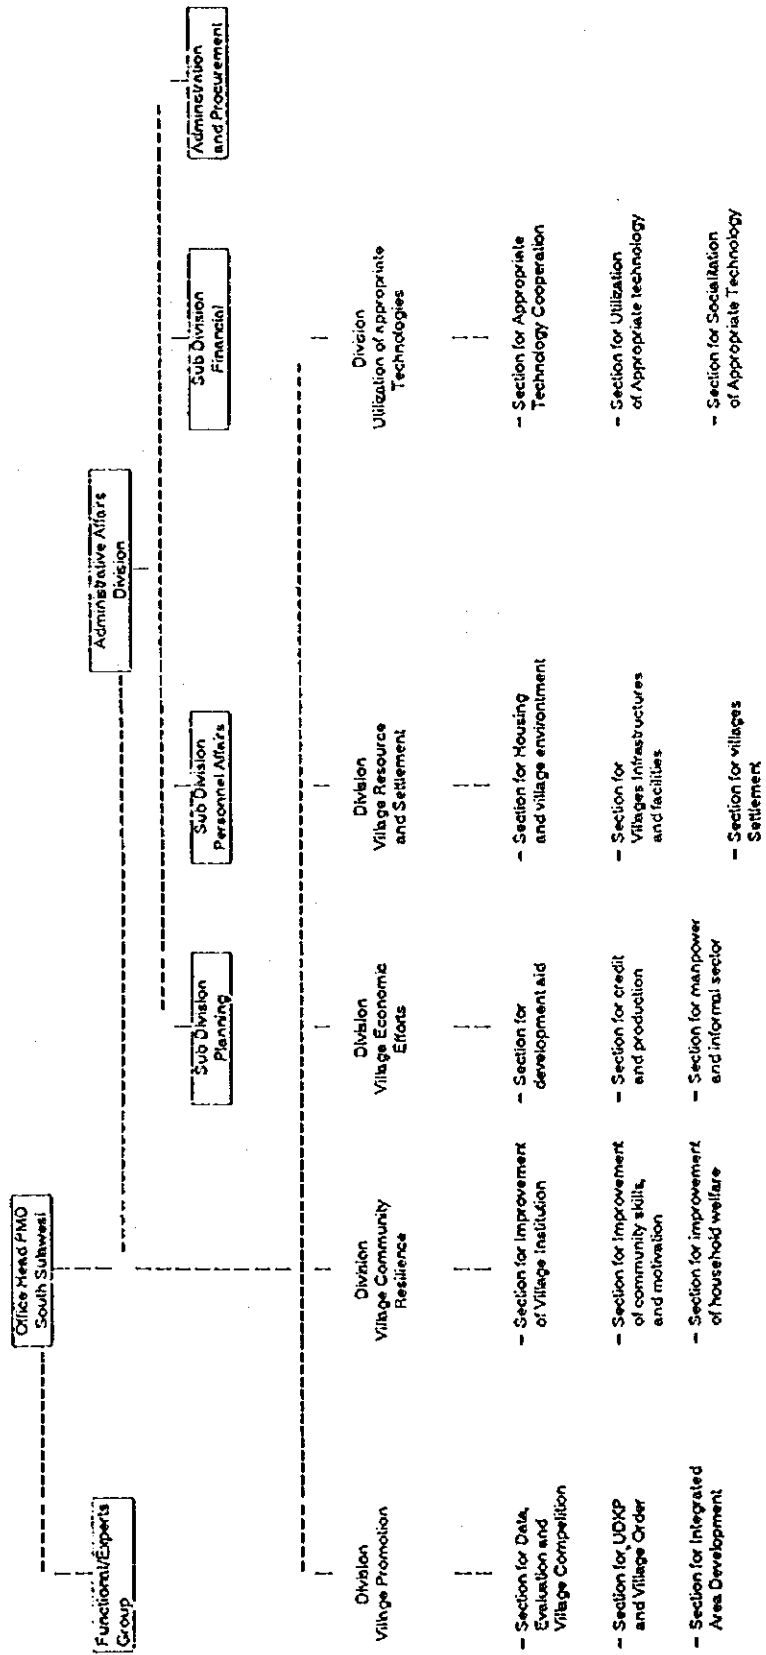 Office Head PMD
South Sulawesi
Functional/Experts
Group
Administrative Affairs
Division
Sub Division
Planning
Sub Division
Personnel Affairs
Sub Division
Financial
Administration
and Procurement
Division
Village Promotion
Division
Village Community
Resilience
Division
Village Economic
Efforts
Division
Village Resource
and Settlement
Division
Utilization of appropriate
Technologies
– Section for Data,
Evaluation and
Village Competition
– Section for UDKP
and Village Order
– Section for Integrated
Area Development
– Section for Improvement
of Village Institution
– Section for Improvement
of community skills,
and motivation
– Section for improvement
of household welfare
– Section for
development aid
– Section for credit
and production
– Section for manpower
and informal sector
– Section for Housing
and village environtment
– Section for
Villages Infrastructures
and facilities
– Section for villages
Settlement
– Section for Appropriate
Technology Cooperation
– Section for Utilization
of Appropriate technology
– Section for Socialization
of Appropriate Technology